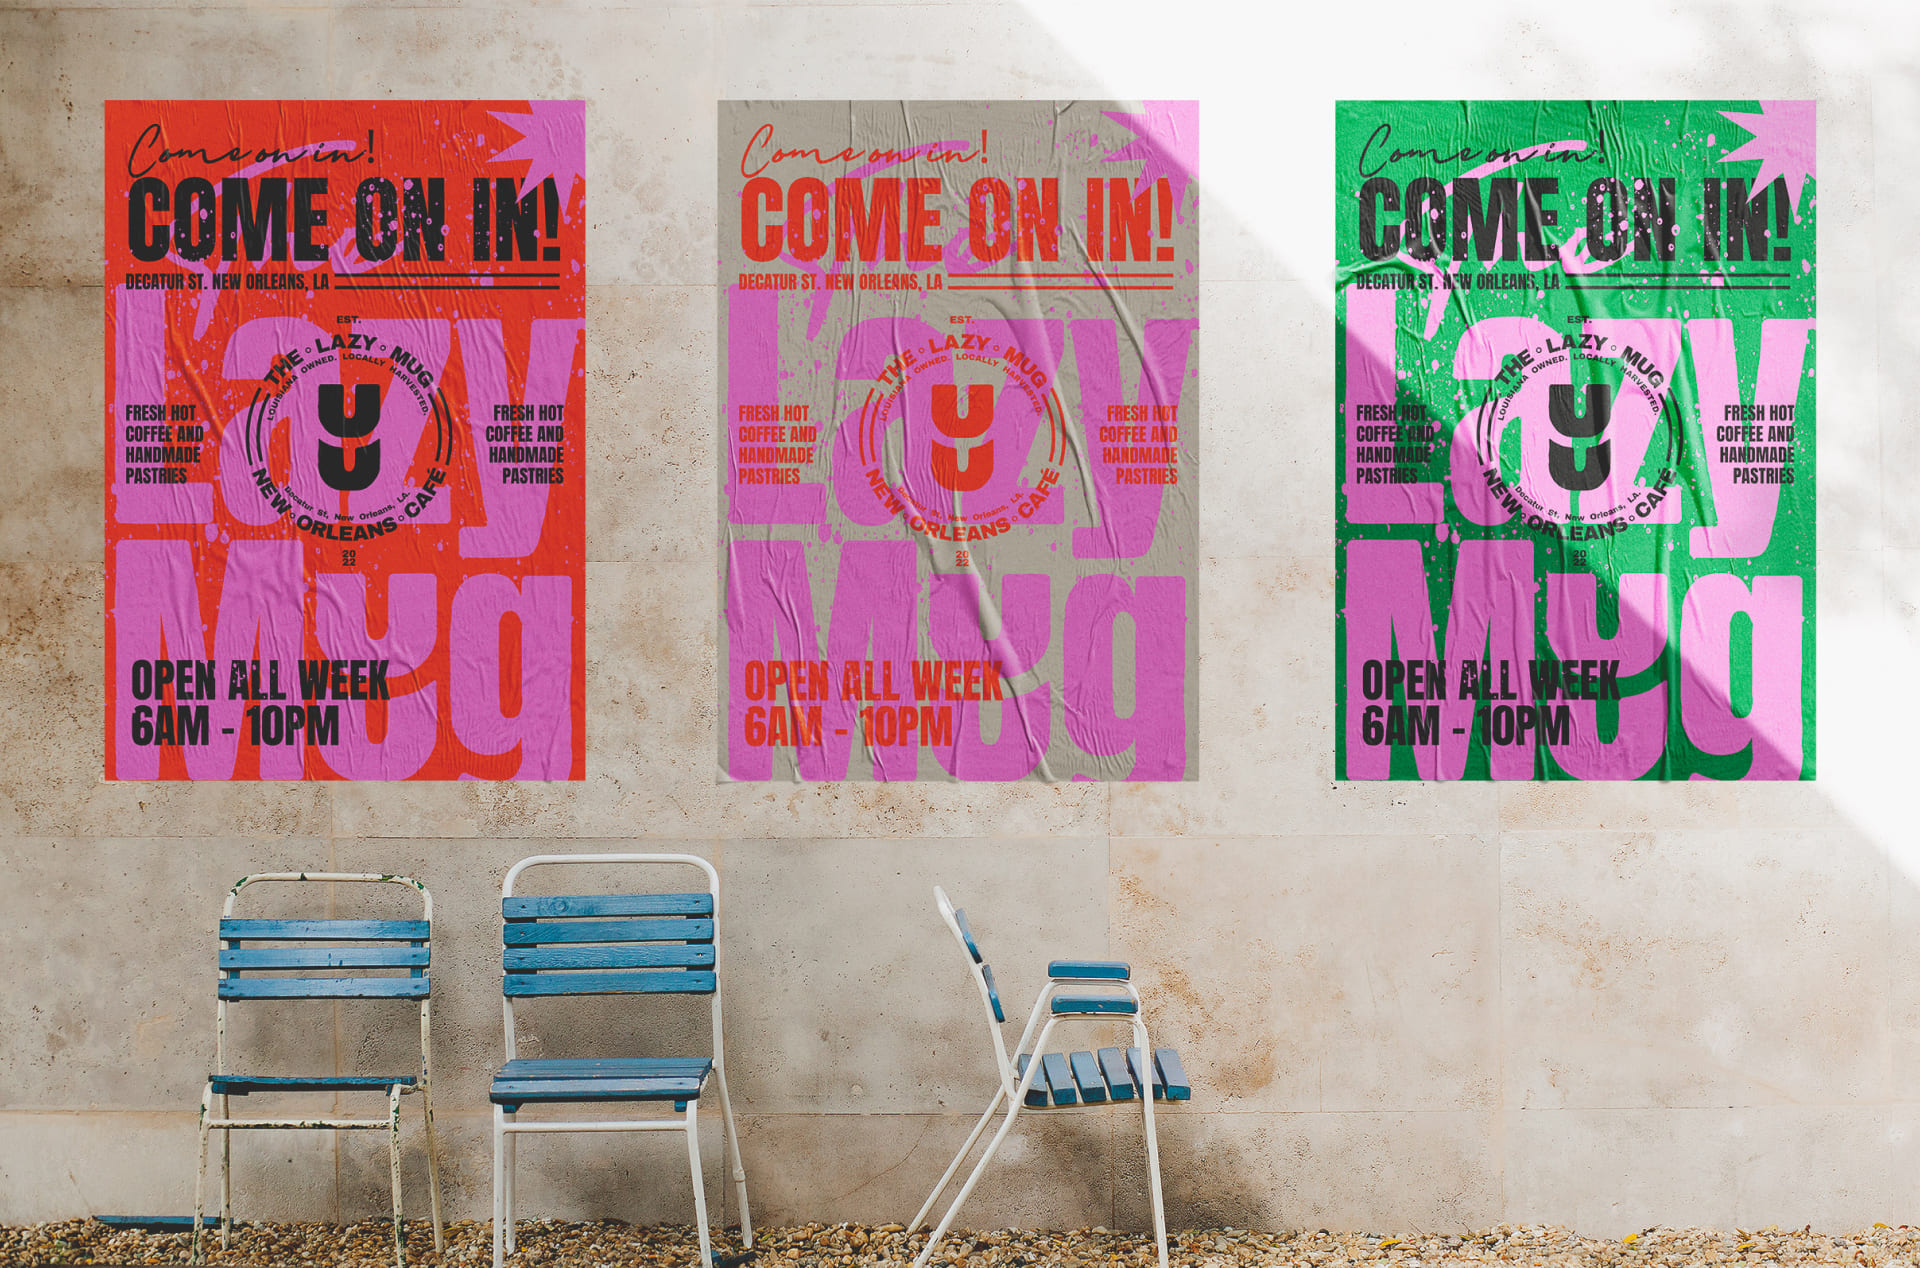 Come on in!
COME ON IN!
DECATUR ST. NEW ORLEANS, LA
Lazy
Mug
EST.
THE ◦ LAZY ◦ MUG
LOUISIANA OWNED. LOCALLY HARVESTED.
FRESH HOT
COFFEE AND
HANDMADE
PASTRIES
FRESH HOT
COFFEE AND
HANDMADE
PASTRIES
Decatur St, New Orleans, LA.
NEW ◦ ORLEANS ◦ CAFÉ
20
22
OPEN ALL WEEK
6AM - 10PM
Come on in!
COME ON IN!
DECATUR ST. NEW ORLEANS, LA
Lazy
Mug
EST.
THE ◦ LAZY ◦ MUG
LOUISIANA OWNED. LOCALLY HARVESTED.
FRESH HOT
COFFEE AND
HANDMADE
PASTRIES
FRESH HOT
COFFEE AND
HANDMADE
PASTRIES
Decatur St, New Orleans, LA.
NEW ◦ ORLEANS ◦ CAFÉ
20
22
OPEN ALL WEEK
6AM - 10PM
Come on in!
COME ON IN!
DECATUR ST. NEW ORLEANS, LA
Lazy
Mug
EST.
THE ◦ LAZY ◦ MUG
LOUISIANA OWNED. LOCALLY HARVESTED.
FRESH HOT
COFFEE AND
HANDMADE
PASTRIES
FRESH HOT
COFFEE AND
HANDMADE
PASTRIES
Decatur St, New Orleans, LA.
NEW ◦ ORLEANS ◦ CAFÉ
20
22
OPEN ALL WEEK
6AM - 10PM